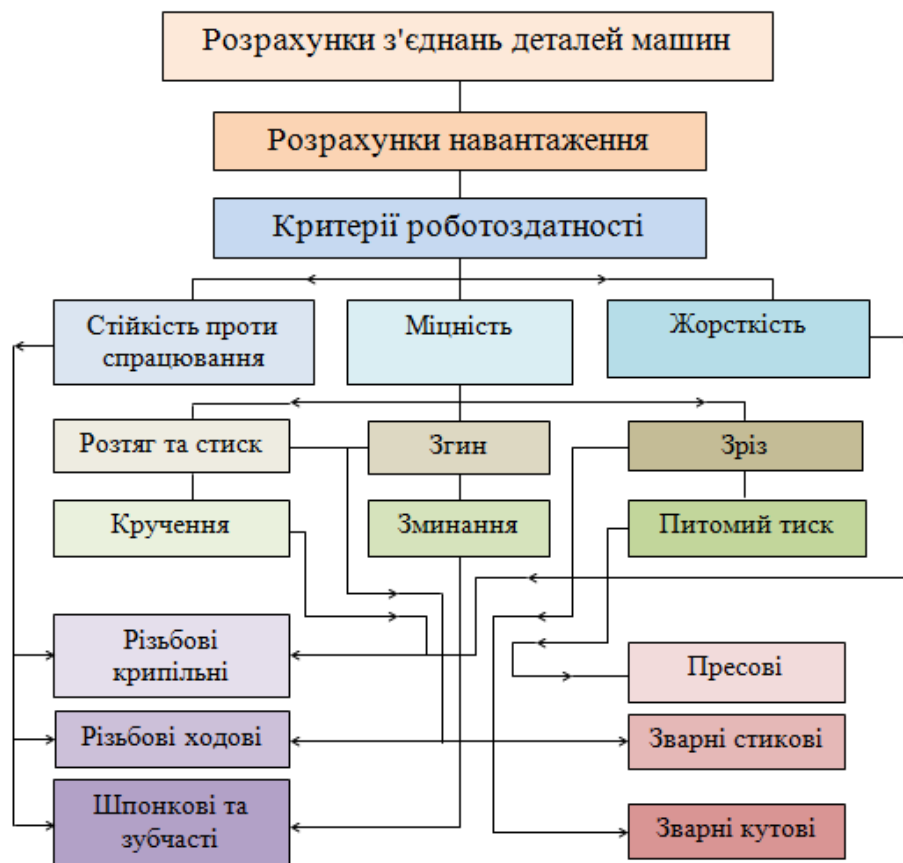 Розрахунки з'єднань деталей машин
Розрахунки навантаження
Критерії роботоздатності
Стійкість проти
спрацювання
Міцність
Жорсткість
Розтяг та стиск
Згин
Зріз
Кручення
Зминання
Питомий тиск
Різьбові
крипільні
Пресові
Різьбові ходові
Зварні стикові
Шпонкові та
зубчасті
Зварні кутові